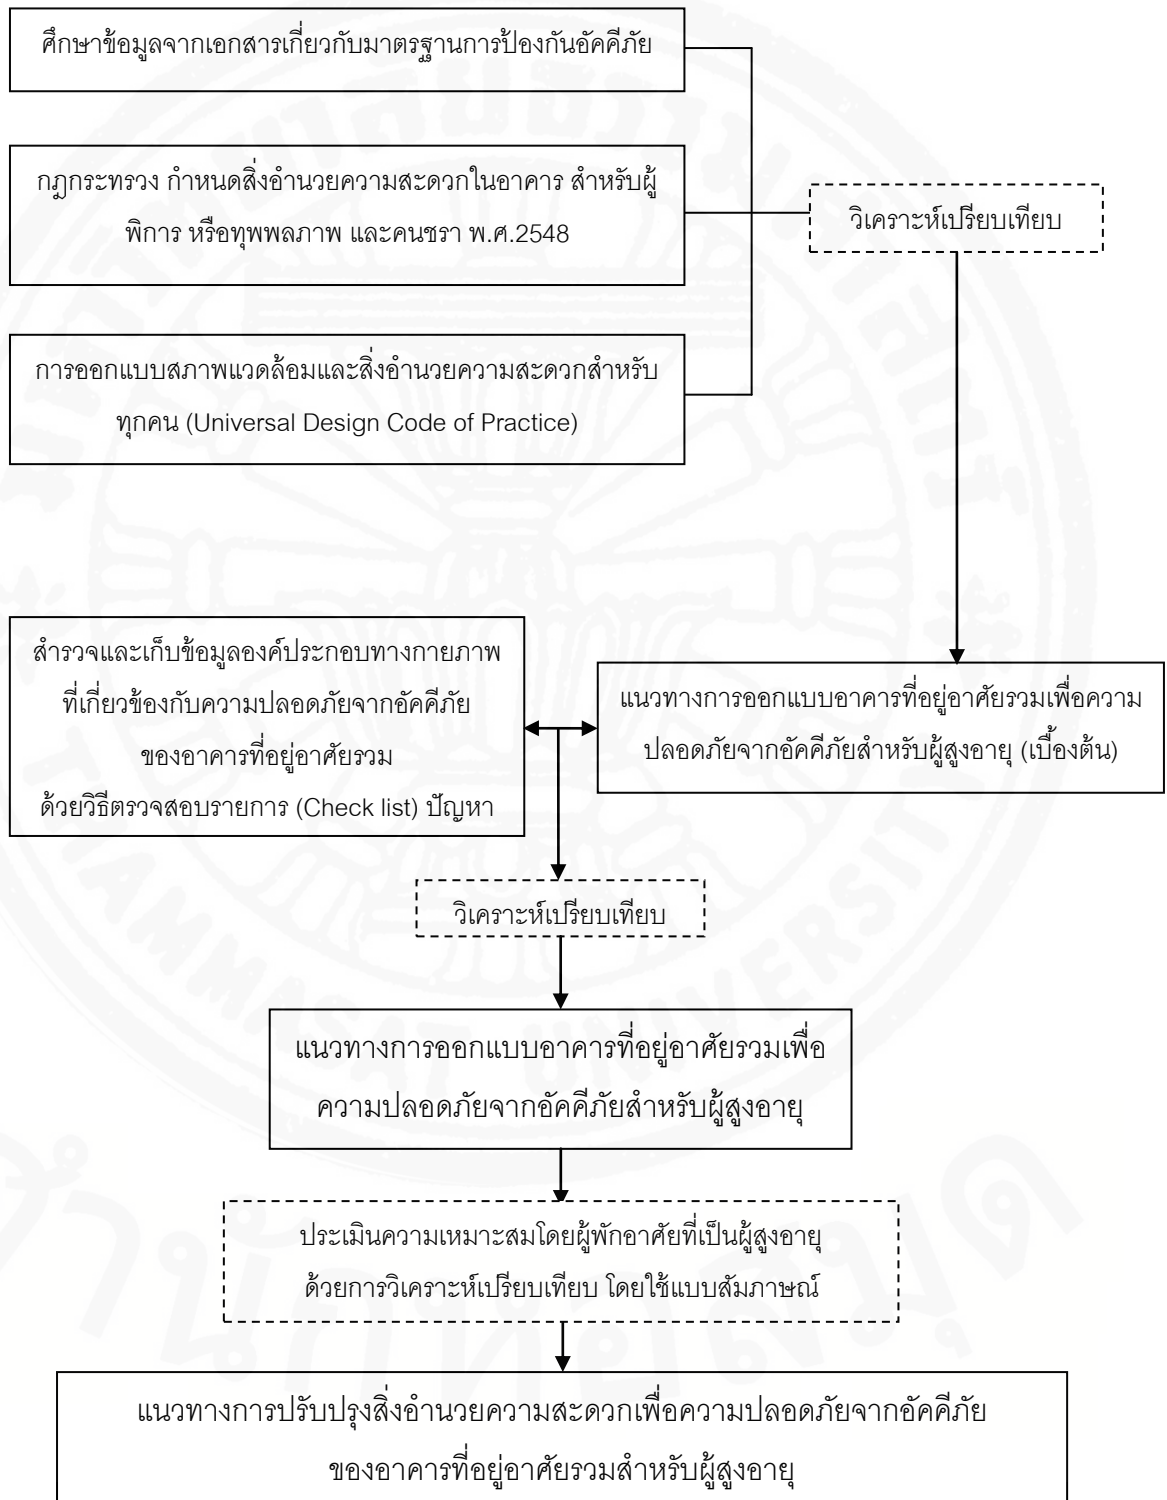 ศึกษาข้อมูลจากเอกสารเกี่ยวกับมาตรฐานการป้องกันอัคคีภัย
กฎกระทรวง กำหนดสิ่งอำนวยความสะดวกในอาคาร สำหรับผู้
พิการ หรือทุพพลภาพ และคนชรา พ.ศ.2548
วิเคราะห์เปรียบเทียบ
การออกแบบสภาพแวดล้อมและสิ่งอำนวยความสะดวกสำหรับ
ทุกคน (Universal Design Code of Practice)
สำรวจและเก็บข้อมูลองค์ประกอบทางกายภาพ
ที่เกี่ยวข้องกับความปลอดภัยจากอัคคีภัย
ของอาคารที่อยู่อาศัยรวม
ด้วยวิธีตรวจสอบรายการ (Check list) ปัญหา
แนวทางการออกแบบอาคารที่อยู่อาศัยรวมเพื่อความ
ปลอดภัยจากอัคคีภัยสำหรับผู้สูงอายุ (เบื้องต้น)
วิเคราะห์เปรียบเทียบ
แนวทางการออกแบบอาคารที่อยู่อาศัยรวมเพื่อ
ความปลอดภัยจากอัคคีภัยสำหรับผู้สูงอายุ
ประเมินความเหมาะสมโดยผู้พักอาศัยที่เป็นผู้สูงอายุ
ด้วยการวิเคราะห์เปรียบเทียบ โดยใช้แบบสัมภาษณ์
แนวทางการปรับปรุงสิ่งอำนวยความสะดวกเพื่อความปลอดภัยจากอัคคีภัย
ของอาคารที่อยู่อาศัยรวมสำหรับผู้สูงอายุ